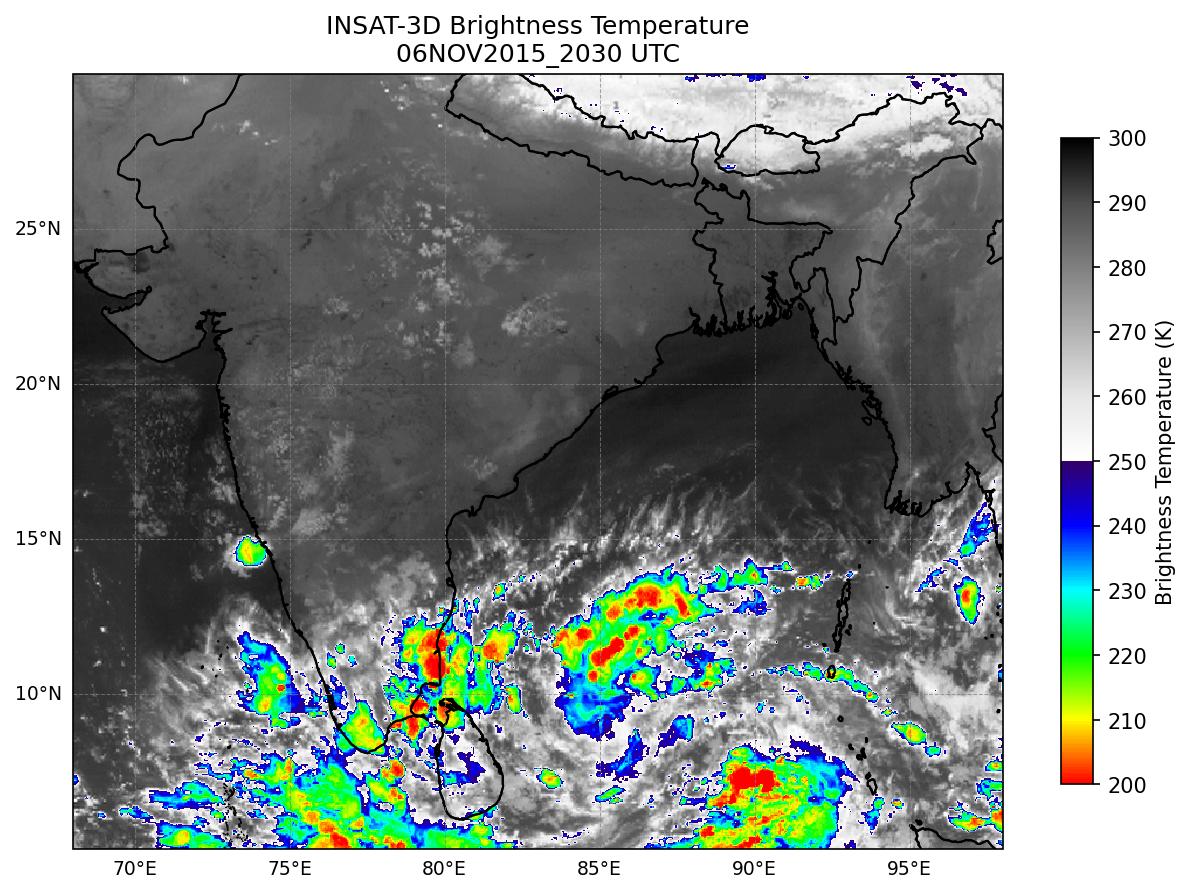 INSAT-3D Brightness Temperature
06NOV2015_2030 UTC
25°N
20°N
15°N
10°N
70°E
75°E
80°E
85°E
90°E
95°E
300
290
280
270
260
250
240
230
220
210
200
Brightness Temperature (K)